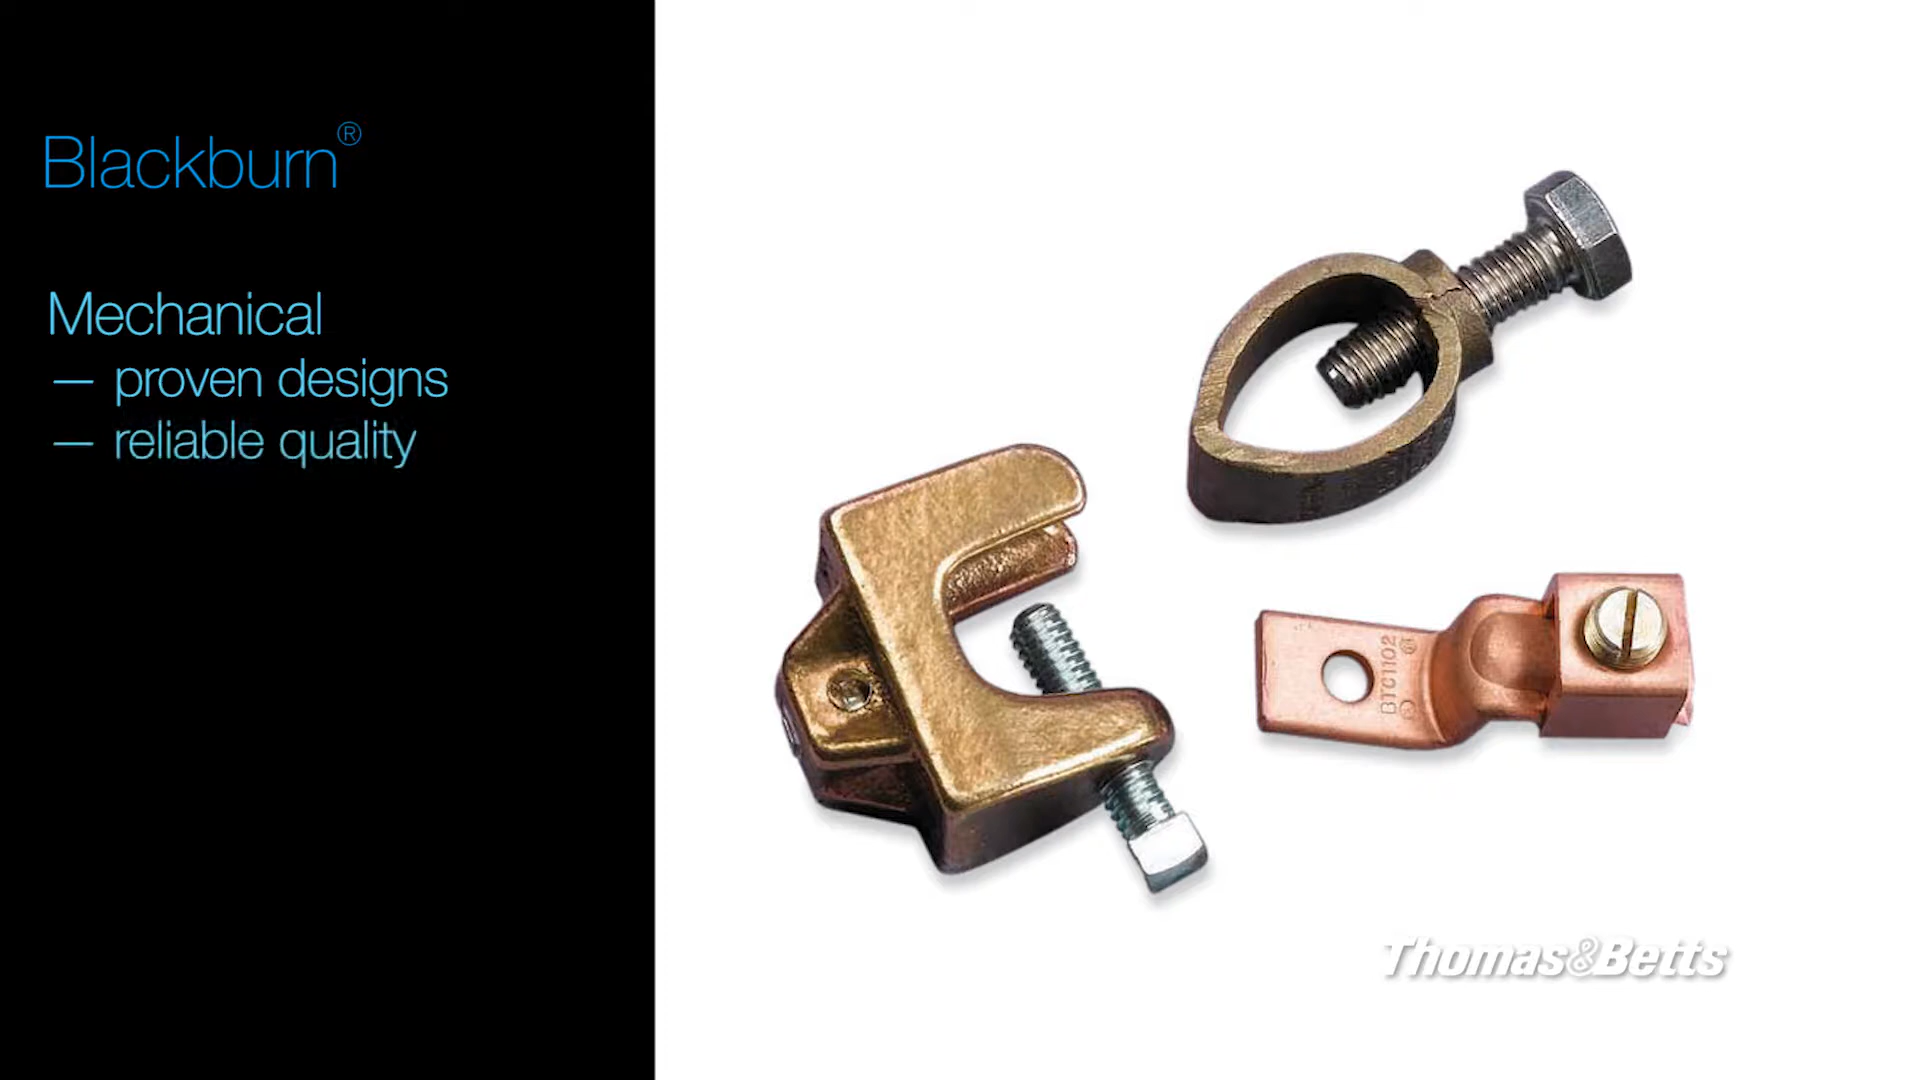 Blackburn®
Mechanical
— proven designs
— reliable quality
BTC1102
Thomas&Betts